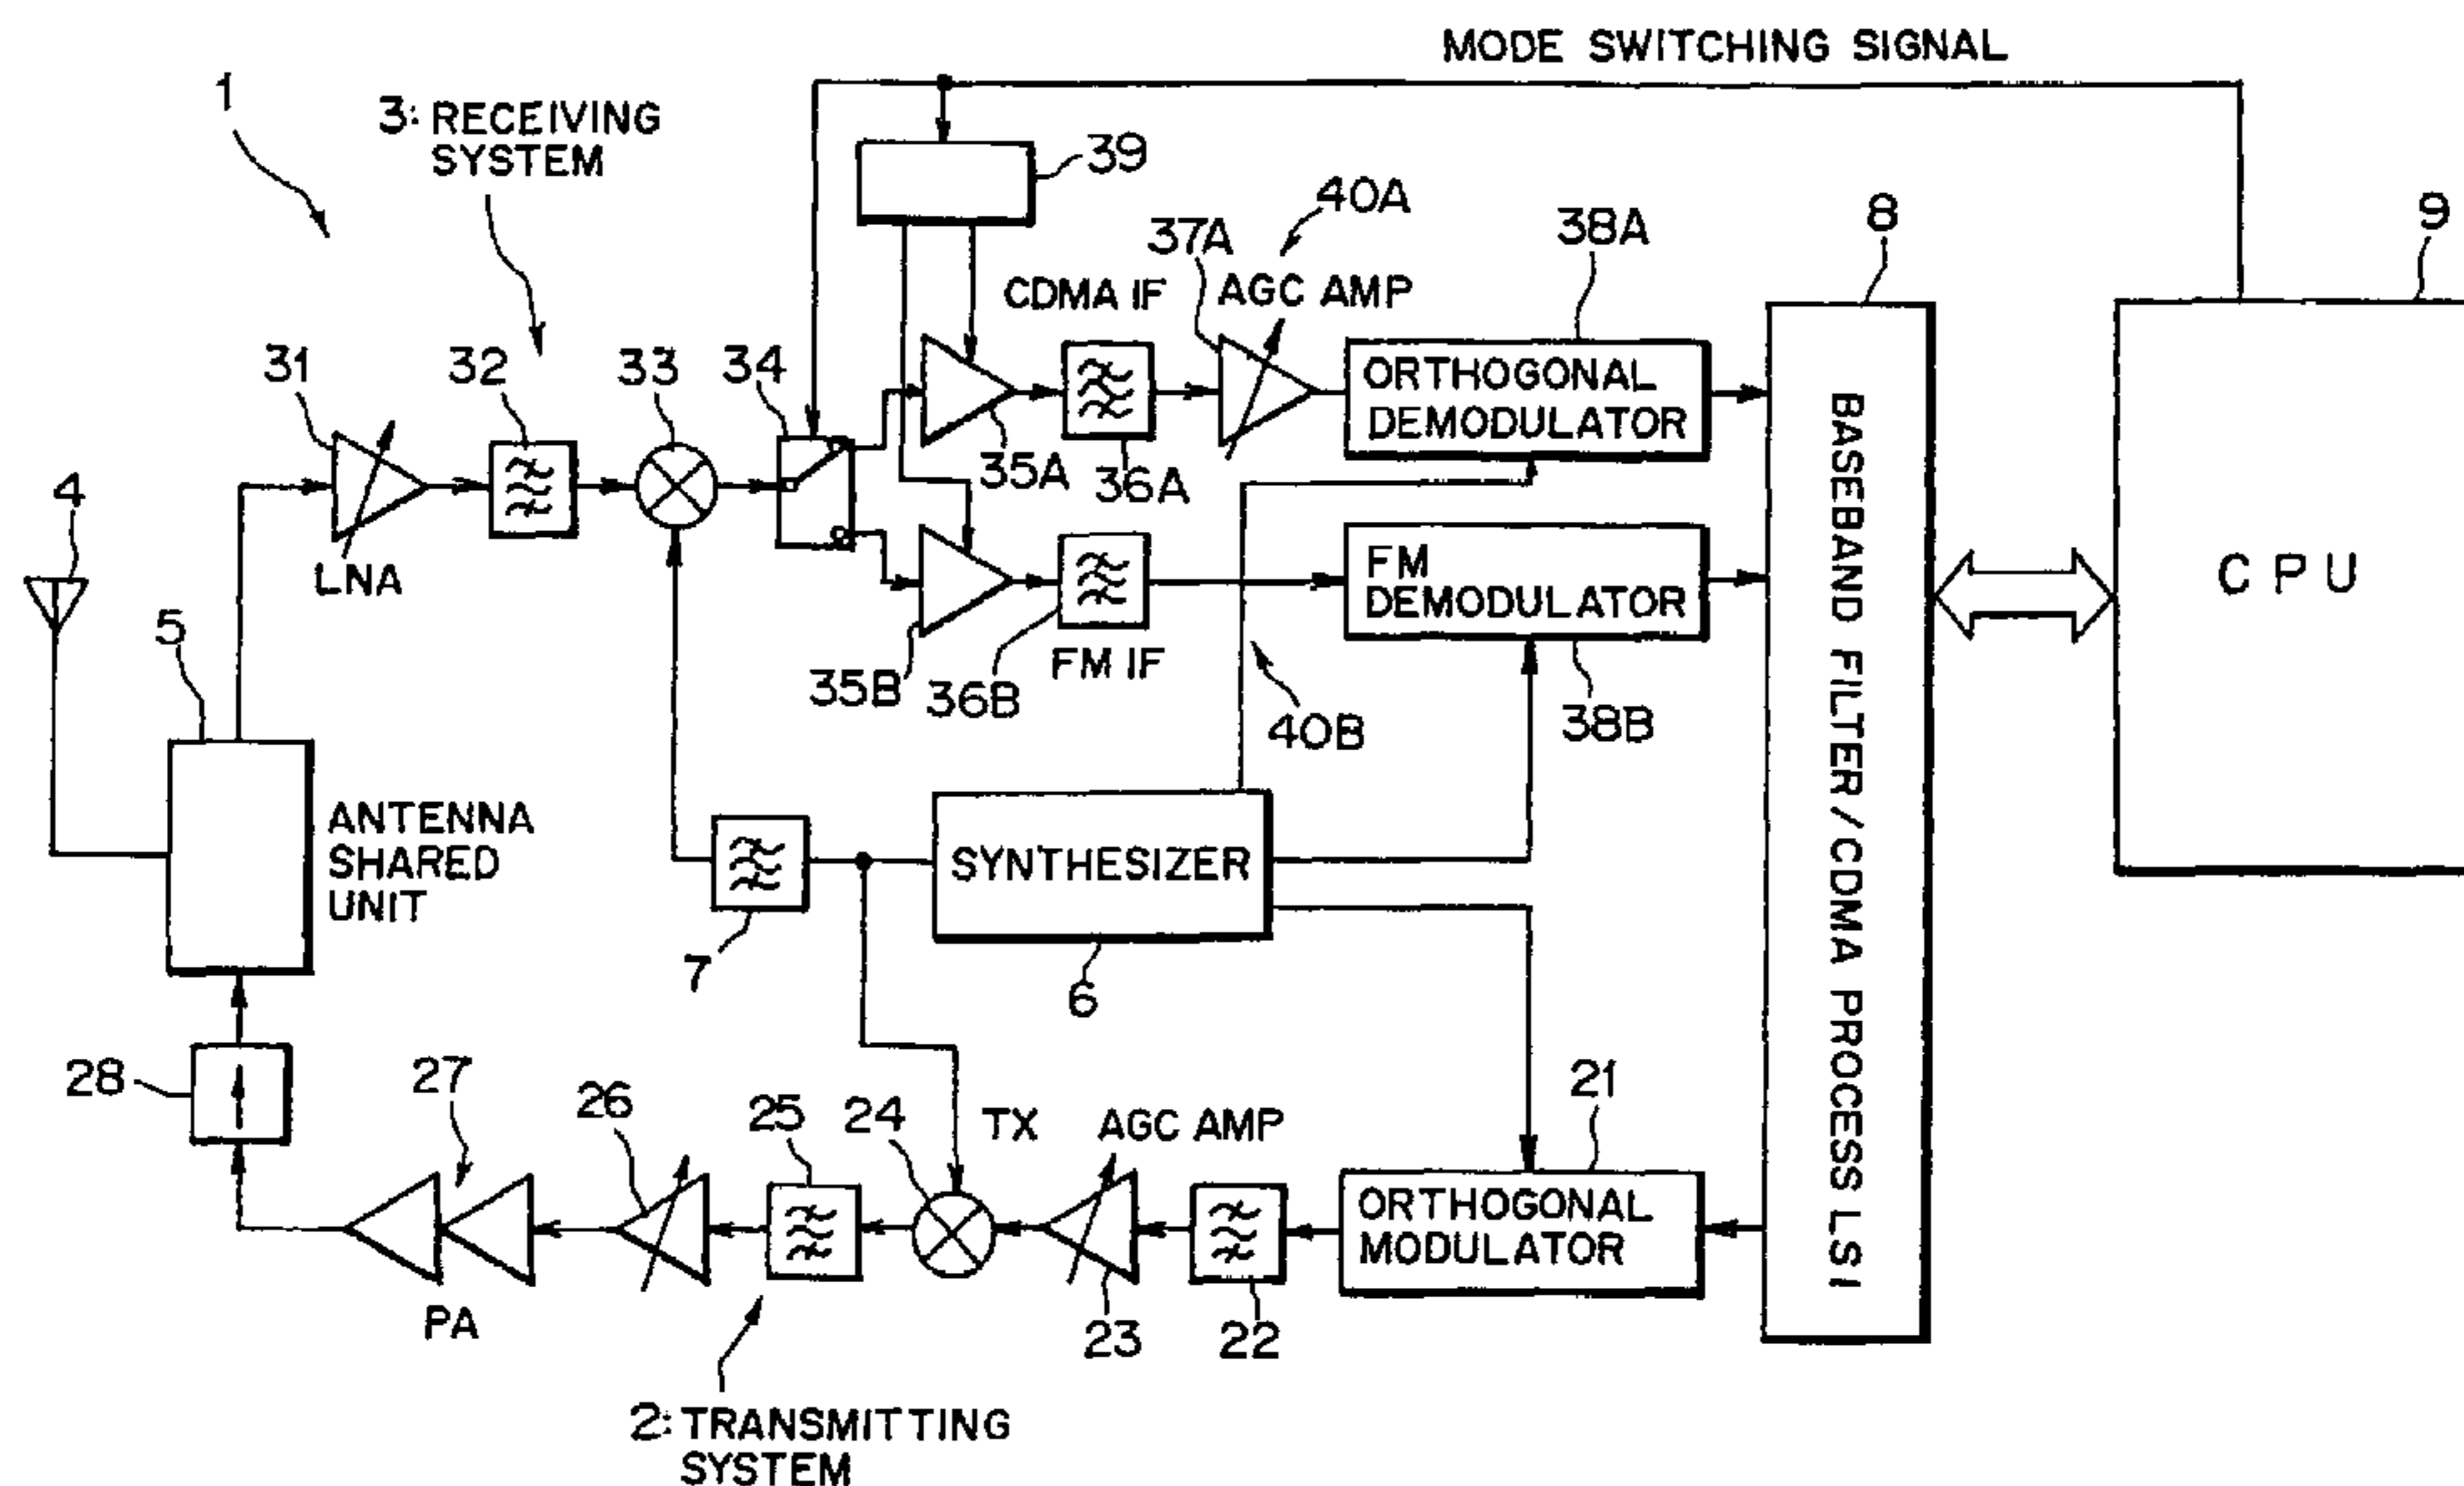 MODE SWITCHING SIGNAL
1
3: RECEIVING
SYSTEM
39
40A
37A
38A
8
9
CDMA IF
AGC AMP
31
32
33
34
ORTHOGONAL
DEMODULATOR
35A
36A
4
LNA
FM
DEMODULATOR
BASEBAND FILTER/CDMA PROCESS LSI
CPU
5
35B
36B
FM IF
40B
38B
ANTENNA
SHARED
UNIT
SYNTHESIZER
7
6
28
27
26
25
24
TX
AGC AMP
21
ORTHOGONAL
MODULATOR
PA
23
22
2: TRANSMITTING
SYSTEM